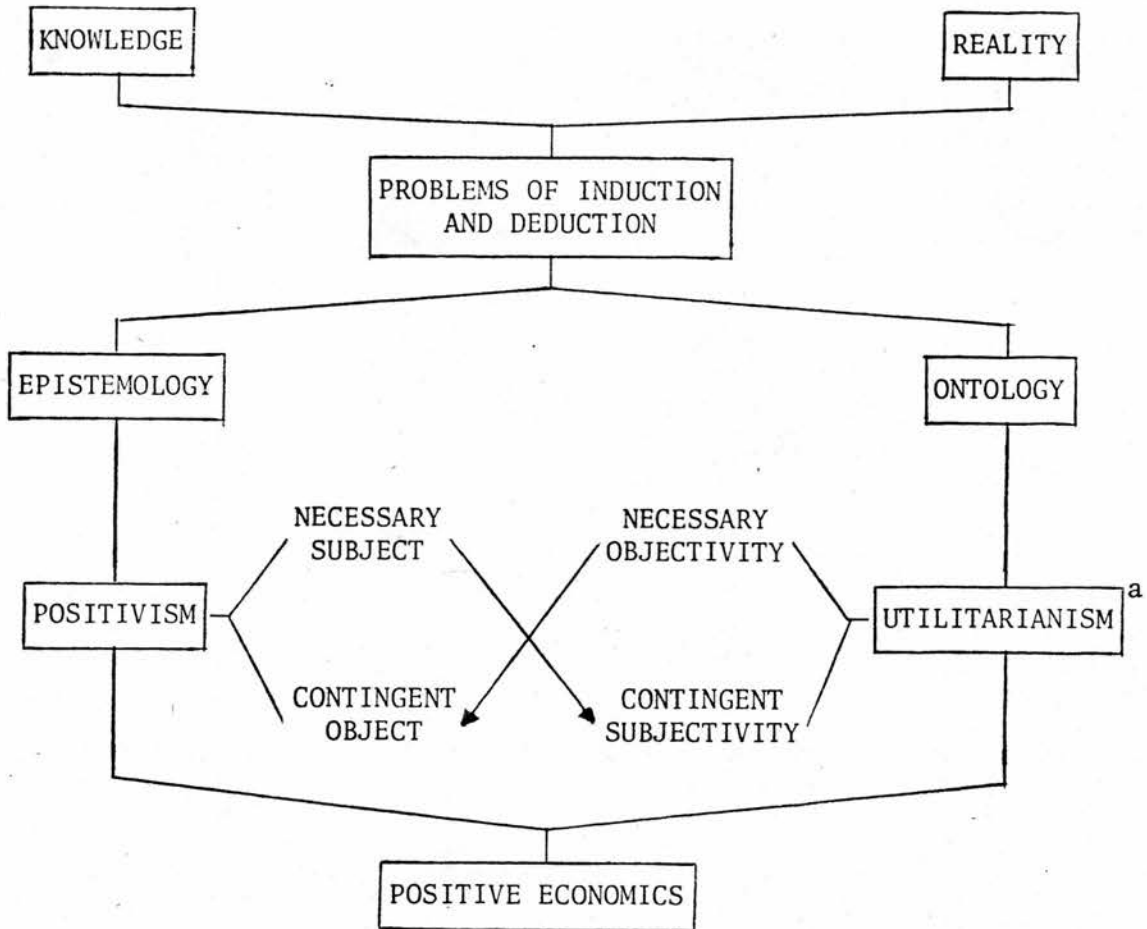 KNOWLEDGE
REALITY
PROBLEMS OF INDUCTION
AND DEDUCTION
EPISTEMOLOGY
ONTOLOGY
NECESSARY
SUBJECT
NECESSARY
OBJECTIVITY
POSITIVISM
UTILITARIANISM a
CONTINGENT
OBJECT
CONTINGENT
SUBJECTIVITY
POSITIVE ECONOMICS